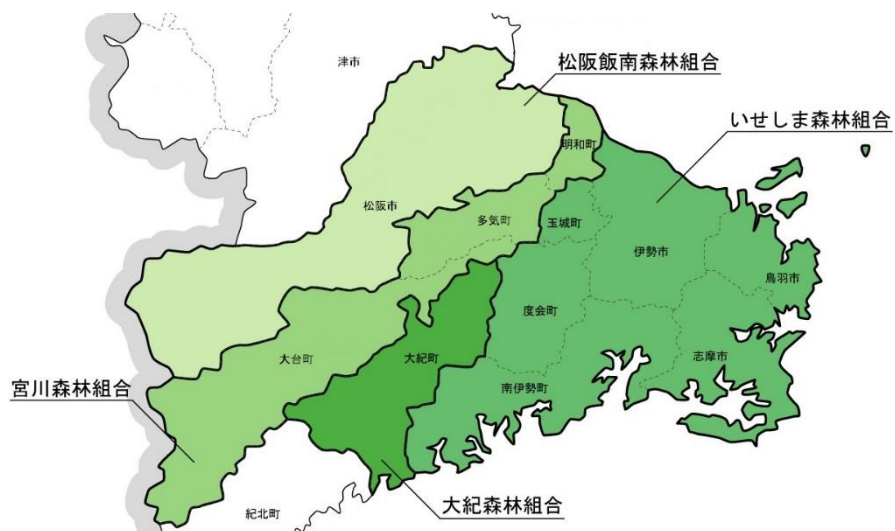 津市
松阪飯南森林組合
いせしま森林組合
明和町
松阪市
多気町
玉城町
伊勢市
鳥羽市
度会町
大台町
大紀町
志摩市
宮川森林組合
南伊勢町
大紀森林組合
紀北町